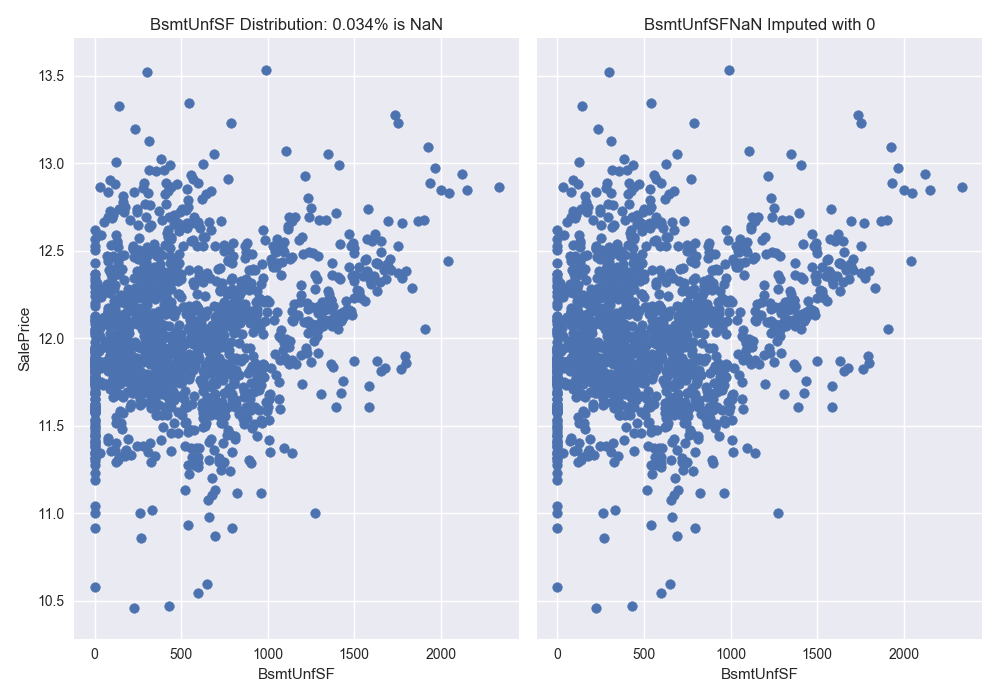 BsmtUnfSF Distribution: 0.034% is NaN
BsmtUnfSFNaN Imputed with 0
13.5
13.0
12.5
12.0
11.5
11.0
10.5
SalePrice
0 500 1000 1500 2000
0 500 1000 1500 2000
BsmtUnfSF
BsmtUnfSF